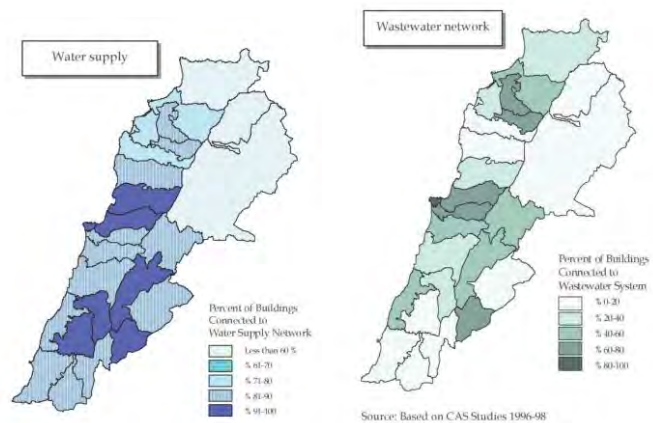 Water supply
Percent of Buildings
Connected to
Water Supply Network
Less than 60 %
% 61-70
% 71-80
% 81-90
% 91-100
Wastewater network
Percent of Buildings
Connected to
Wastewater System
% 0-20
% 20-40
% 40-60
% 60-80
% 80-100
Source: Based on CAS Studies 1996-98